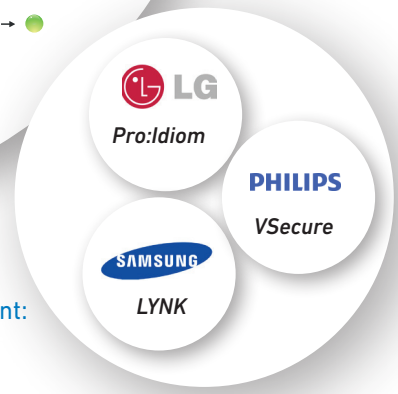 LG
Pro:Idiom
PHILIPS
VSecure
SAMSUNG
LYNK
nt: